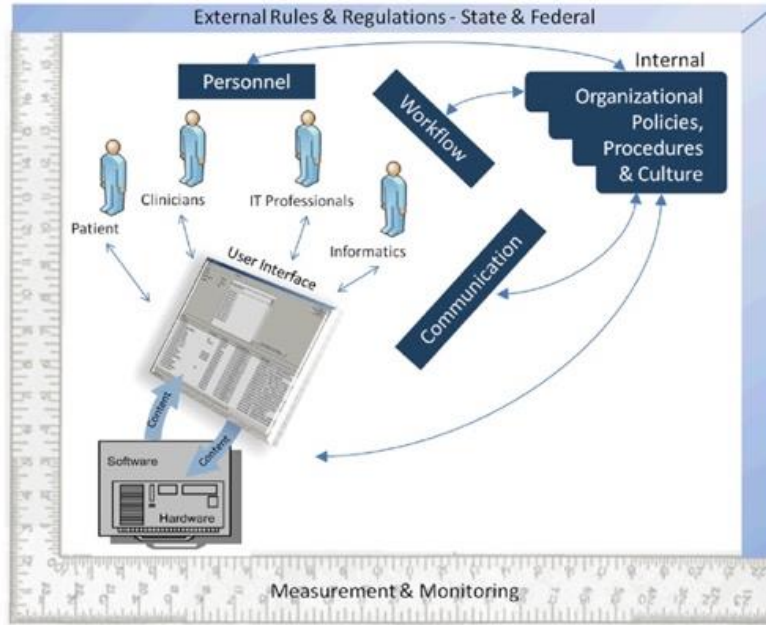 External Rules & Regulations - State & Federal
Internal
Personnel
Organizational
Policies,
Procedures
& Culture
Workflow
Clinicians
IT Professionals
Patient
Informatics
User Interface
Communication
Content
Content
Software
Hardware
Measurement & Monitoring